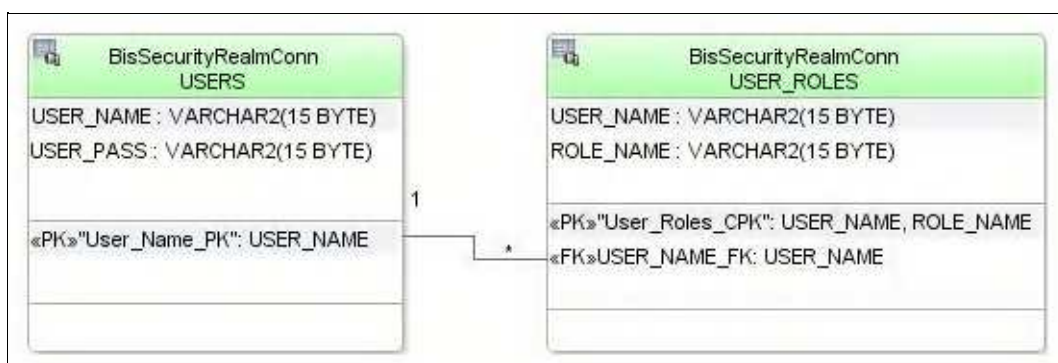 BisSecurityRealmConn
USERS
USER_NAME : VARCHAR2(15 BYTE)
USER_PASS : VARCHAR2(15 BYTE)
«PK»"User_Name_PK": USER_NAME
1
*
BisSecurityRealmConn
USER_ROLES
USER_NAME : VARCHAR2(15 BYTE)
ROLE_NAME : VARCHAR2(15 BYTE)
«PK»"User_Roles_CPK": USER_NAME, ROLE_NAME
«FK»USER_NAME_FK: USER_NAME